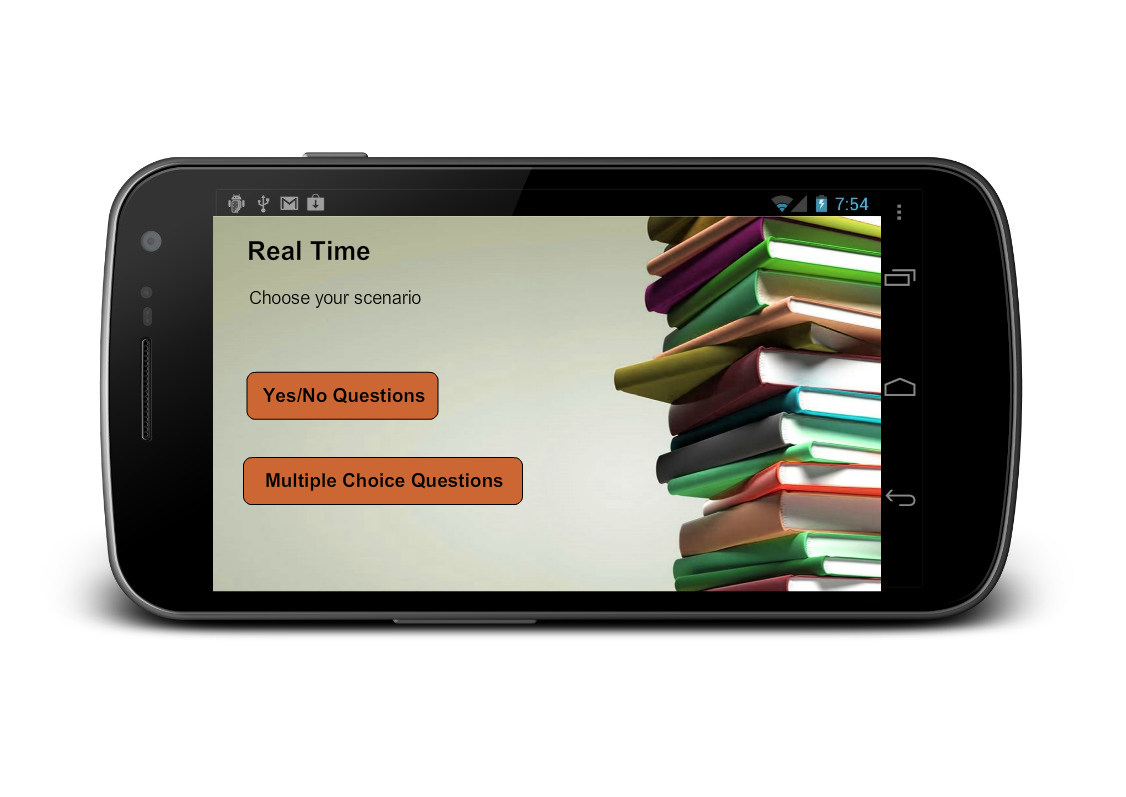 7:54
Real Time
Choose your scenario
Yes/No Questions
Multiple Choice Questions